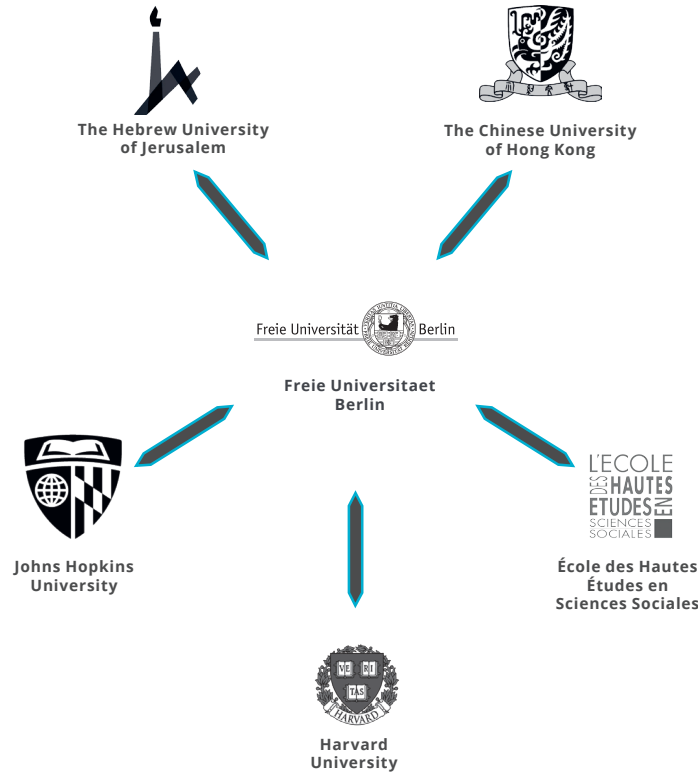 The Hebrew University
of Jerusalem
The Chinese University
of Hong Kong
Freie Universität Berlin
Freie Universitaet
Berlin
Johns Hopkins
University
L'ECOLE
DES HAUTES
ETUDES EN
SCIENCES
SOCIALES
École des Hautes
Études en
Sciences Sociales
VE RI
TAS
HARVARD
Harvard
University